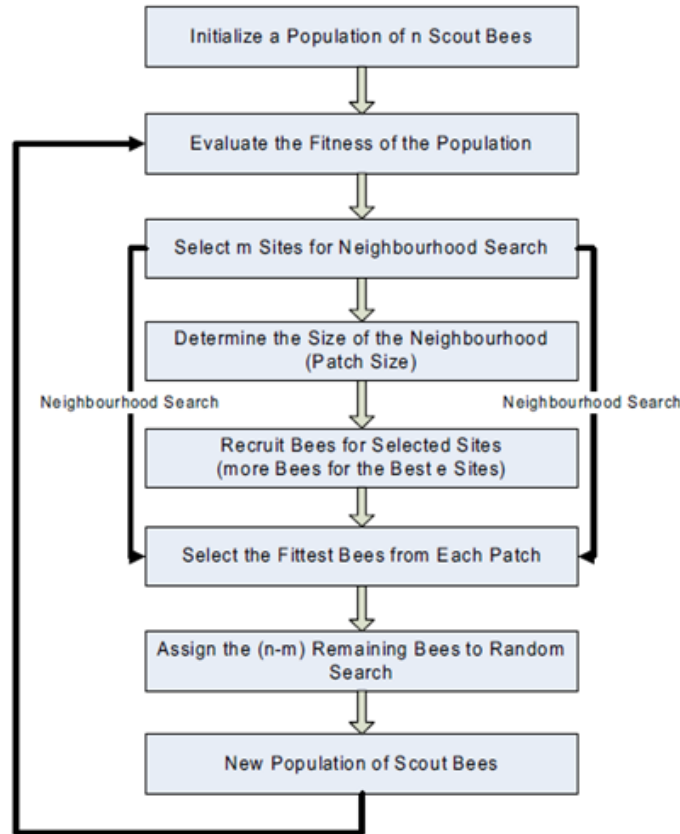 Initialize a Population of n Scout Bees
Evaluate the Fitness of the Population
Select m Sites for Neighbourhood Search
Determine the Size of the Neighbourhood
(Patch Size)
Neighbourhood Search
Neighbourhood Search
Recruit Bees for Selected Sites
(more Bees for the Best e Sites)
Select the Fittest Bees from Each Patch
Assign the (n-m) Remaining Bees to Random
Search
New Population of Scout Bees